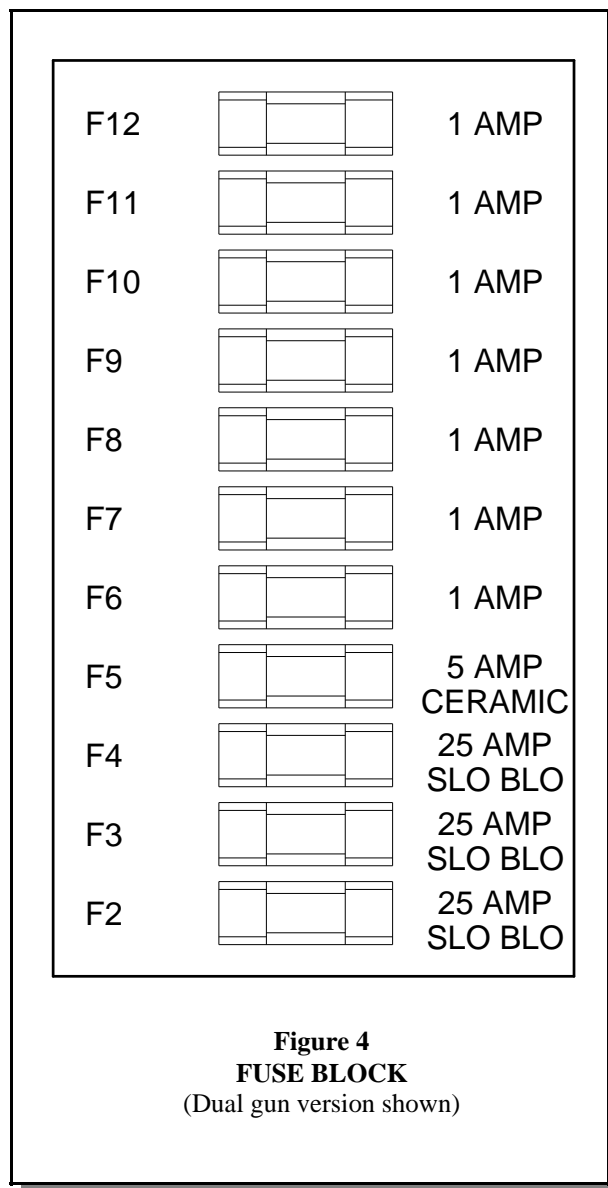 F12 1 AMP
F11 1 AMP
F10 1 AMP
F9 1 AMP
F8 1 AMP
F7 1 AMP
F6 1 AMP
F5 5 AMP
CERAMIC
F4 25 AMP
SLO BLO
F3 25 AMP
SLO BLO
F2 25 AMP
SLO BLO
Figure 4
FUSE BLOCK
(Dual gun version shown)